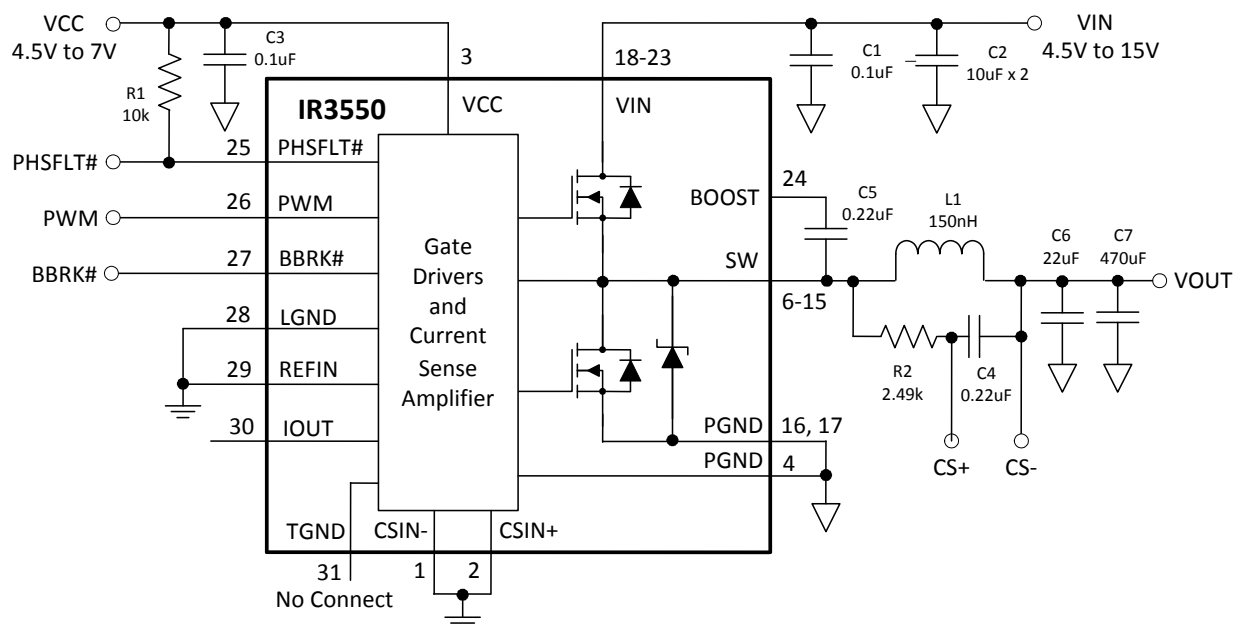 VCC
4.5V to 7V
C3
0.1uF
3
18-23
C1
0.1uF
C2
10uF x 2
VIN
4.5V to 15V
R1
10k
IR3550
VCC
VIN
PHSFLT#
25
PHSFLT#
PWM
26
PWM
BBRK#
27
BBRK#
28
LGND
29
REFIN
30
IOUT
Gate
Drivers
and
Current
Sense
Amplifier
BOOST
24
C5
0.22uF
SW
6-15
L1
150nH
C6
22uF
C7
470uF
VOUT
R2
2.49k
C4
0.22uF
CS+
CS-
PGND
16, 17
PGND
4
TGND
CSIN-
CSIN+
31
1
2
No Connect